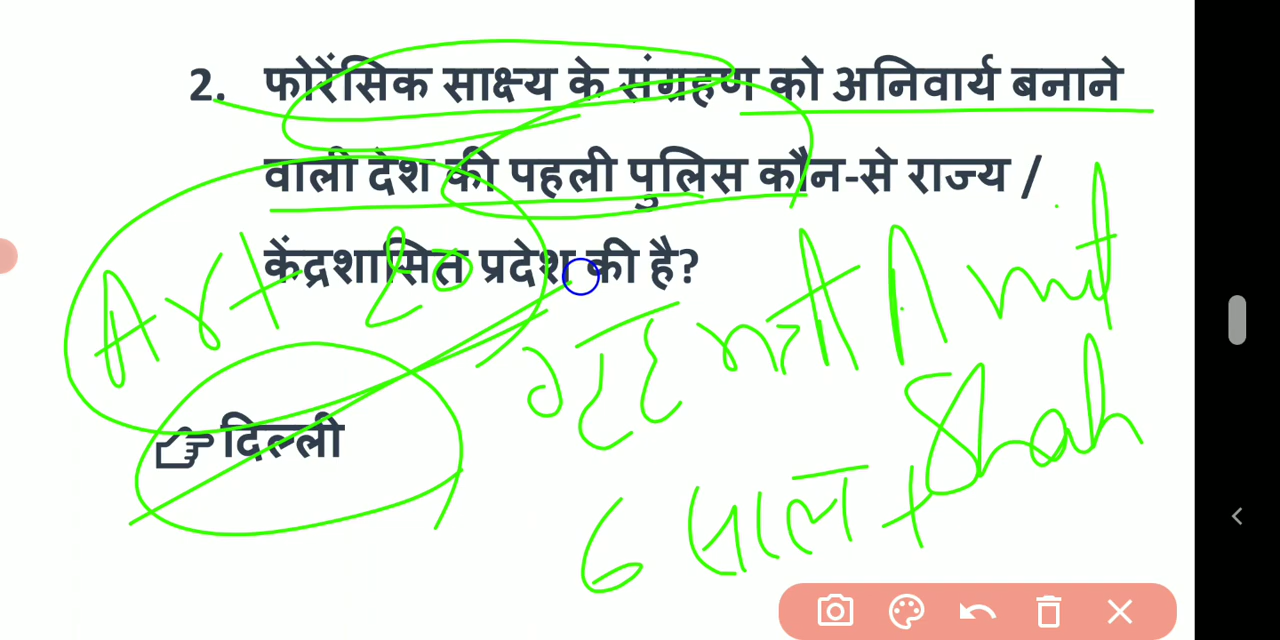 2. फोरेंसिक साक्ष्य के संग्रहण को अनिवार्य बनाने
वाली देश की पहली पुलिस कौन-से राज्य /
केंद्रशासित प्रदेश की है?
Art 20
गृह मंत्री Amit
Shah
दिल्ली
6 साल +